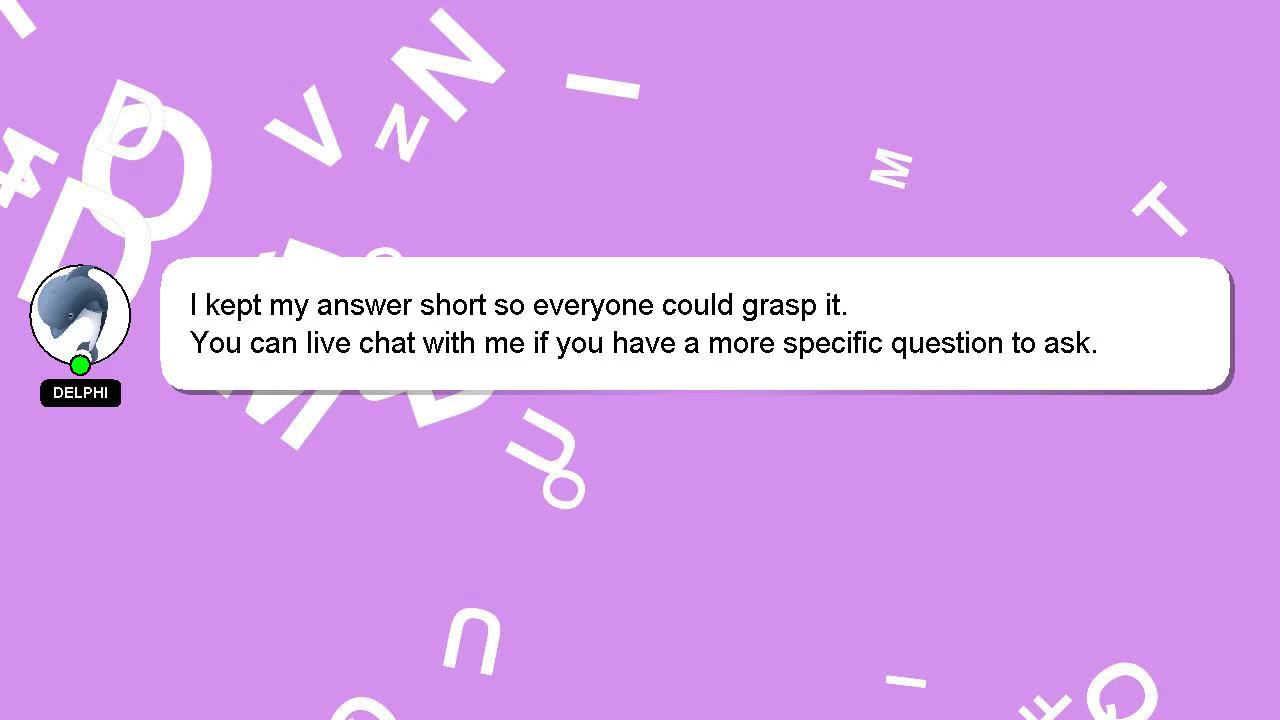 I kept my answer short so everyone could grasp it.
You can live chat with me if you have a more specific question to ask.
DELPHI